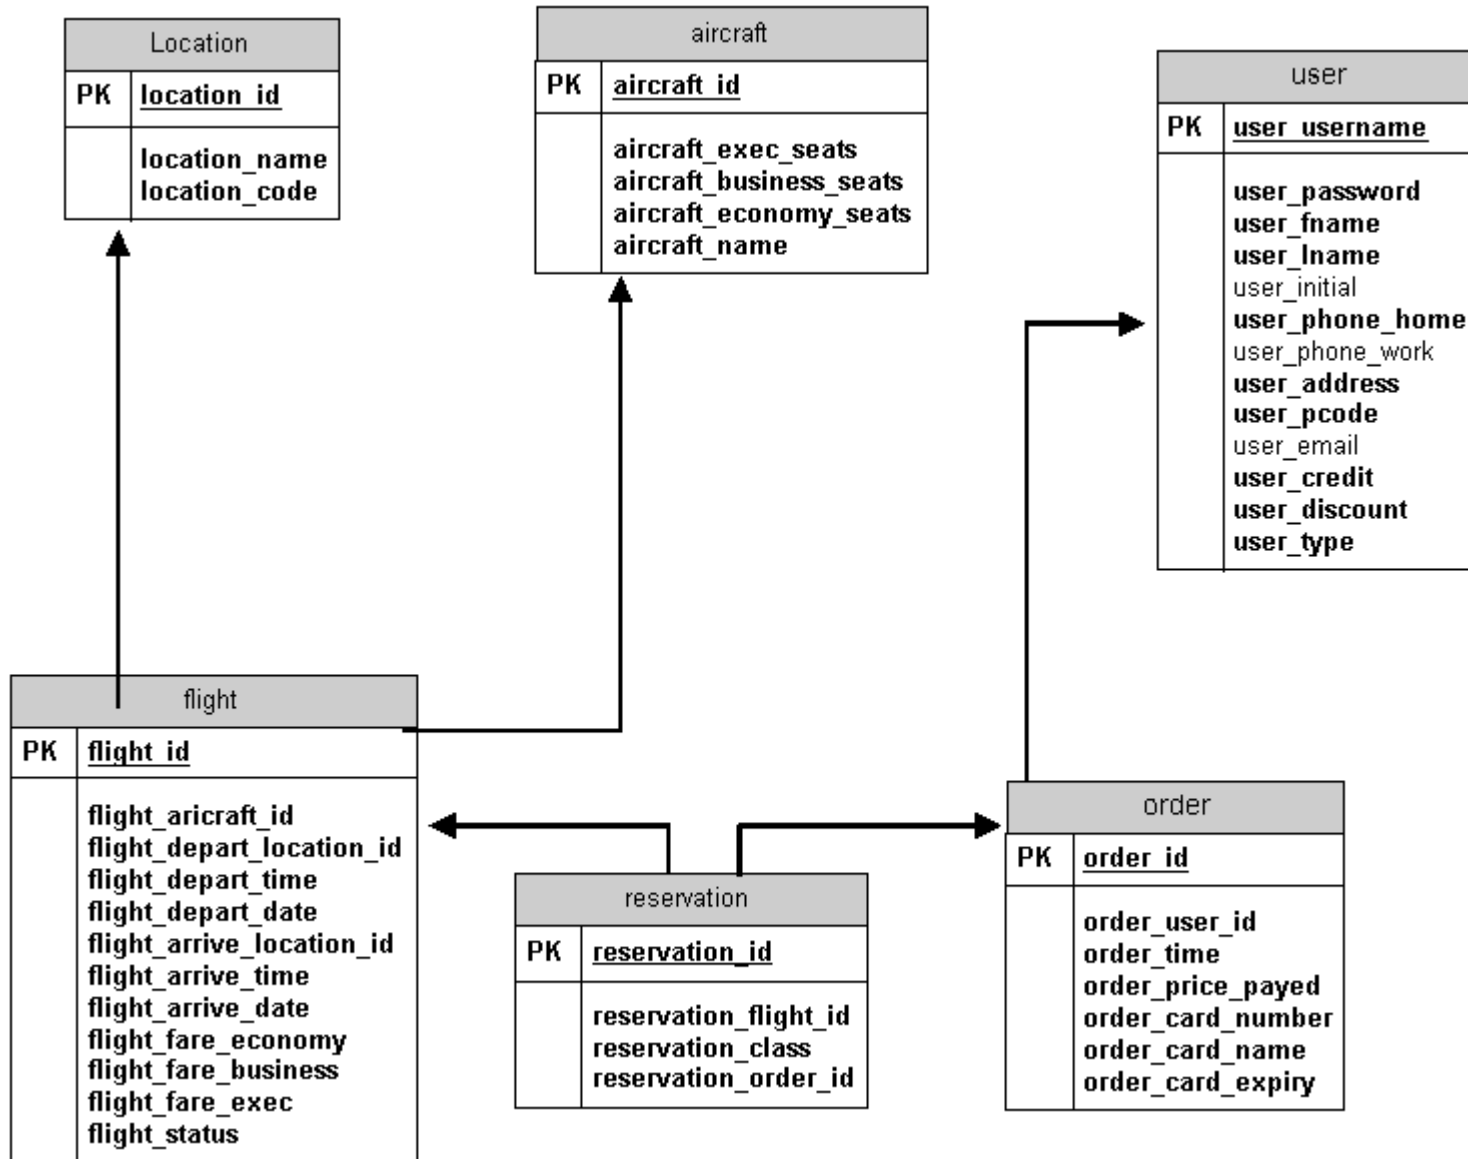 Location
PK location_id
location_name
location_code
aircraft
PK aircraft_id
aircraft_exec_seats
aircraft_business_seats
aircraft_economy_seats
aircraft_name
user
PK user_username
user_password
user_fname
user_lname
user_initial
user_phone_home
user_phone_work
user_address
user_pcode
user_email
user_credit
user_discount
user_type
flight
PK flight_id
flight_aricraft_id
flight_depart_location_id
flight_depart_time
flight_depart_date
flight_arrive_location_id
flight_arrive_time
flight_arrive_date
flight_fare_economy
flight_fare_business
flight_fare_exec
flight_status
reservation
PK reservation_id
reservation_flight_id
reservation_class
reservation_order_id
order
PK order_id
order_user_id
order_time
order_price_payed
order_card_number
order_card_name
order_card_expiry